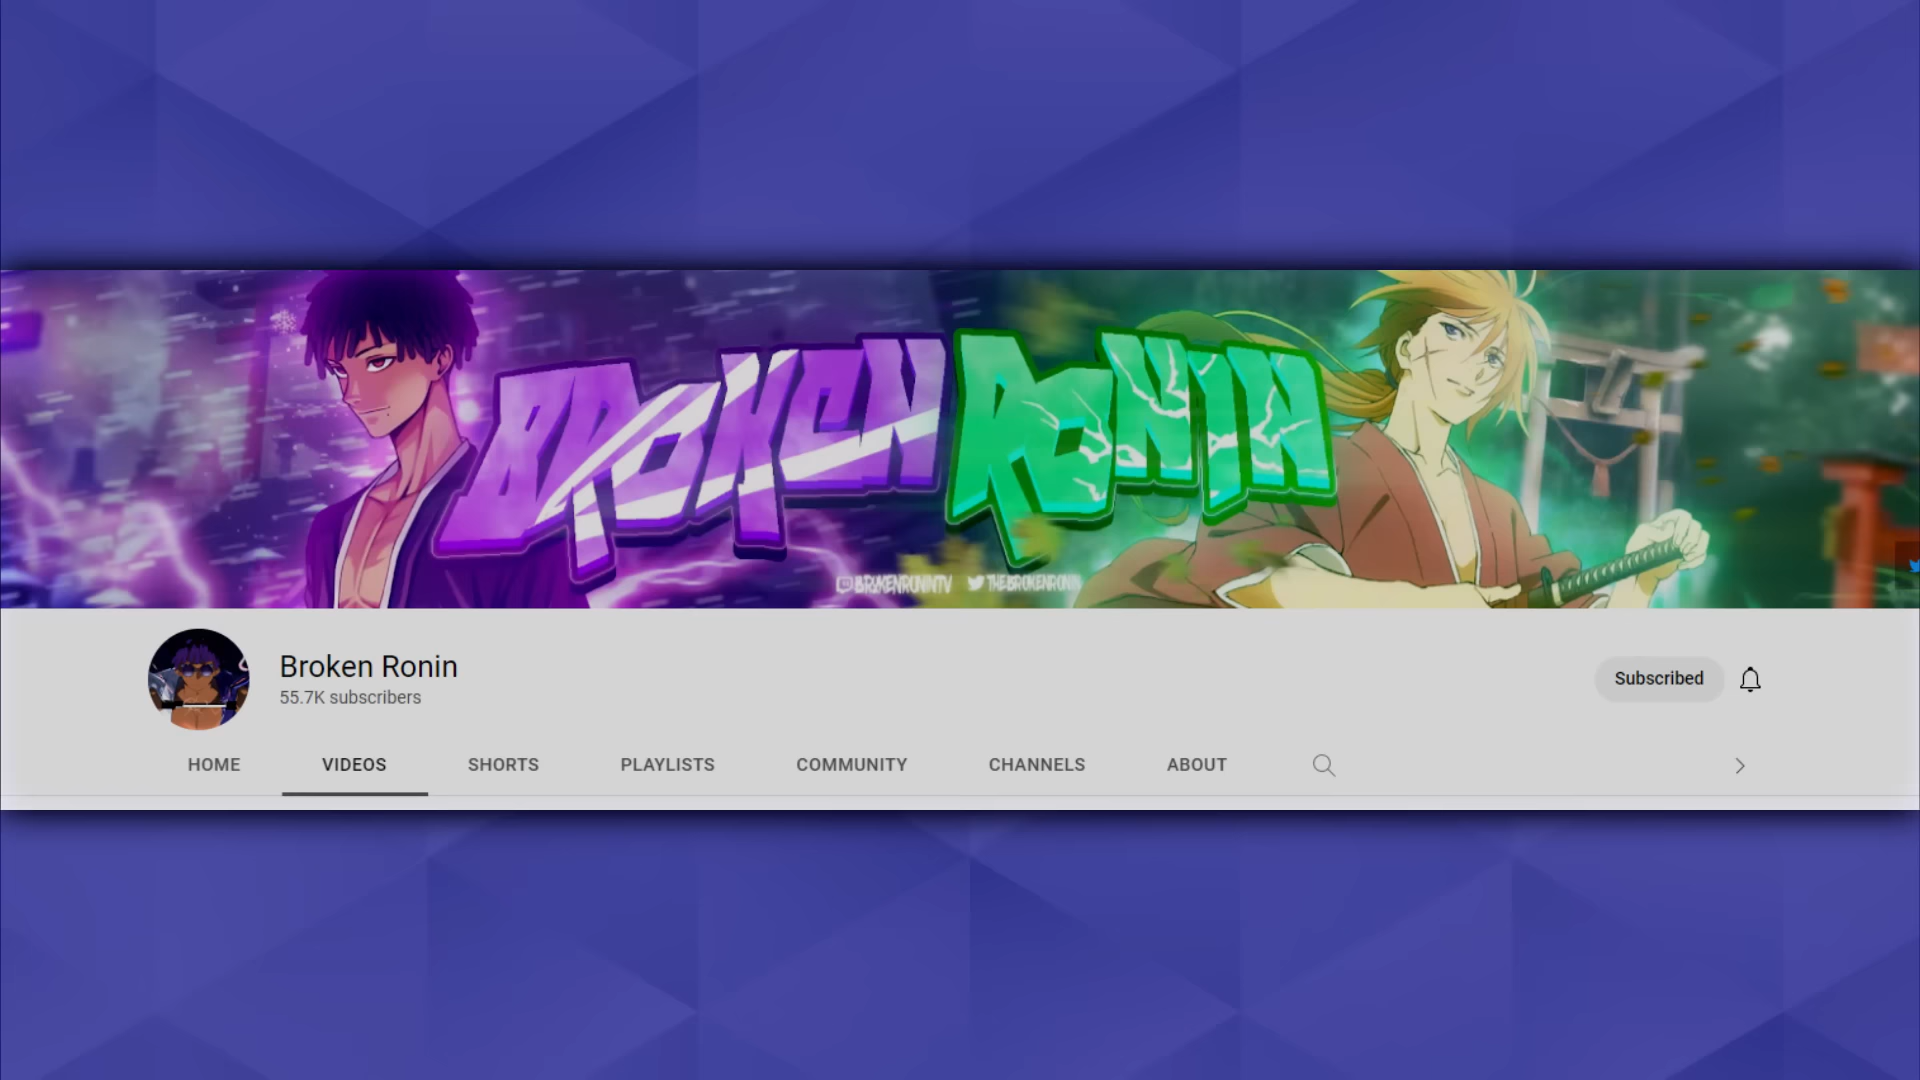 BROKEN RONIN
@BROKENRONINTV THEBROKENRONIN
Broken Ronin
55.7K subscribers
Subscribed
HOME VIDEOS SHORTS PLAYLISTS COMMUNITY CHANNELS ABOUT